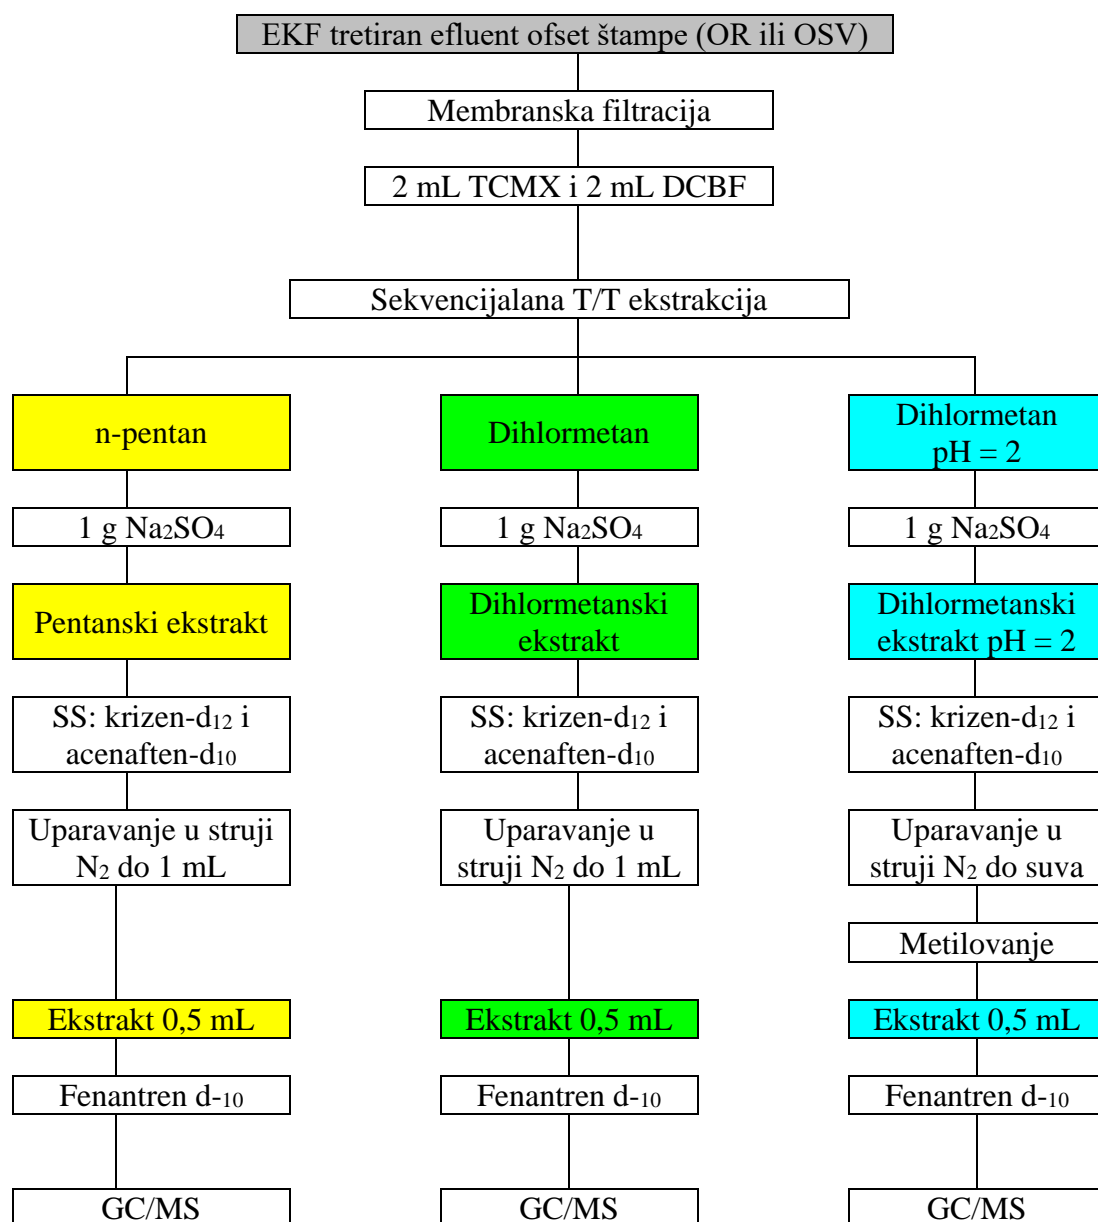 EKF tretiran efluent ofset štampe (OR ili OSV)
Membranska filtracija
2 mL TCMX i 2 mL DCBF
Sekvencijalana T/T ekstrakcija
n-pentan
Dihlormetan
Dihlormetan
pH = 2
1 g Na₂SO₄
1 g Na₂SO₄
1 g Na₂SO₄
Pentanski ekstrakt
Dihlormetanski
ekstrakt
Dihlormetanski
ekstrakt pH = 2
SS: krizen-d₁₂ i
acenaften-d₁₀
SS: krizen-d₁₂ i
acenaften-d₁₀
SS: krizen-d₁₂ i
acenaften-d₁₀
Uparavanje u struji
N₂ do 1 mL
Uparavanje u
struji N₂ do 1 mL
Uparavanje u
struji N₂ do suva
Metilovanje
Ekstrakt 0,5 mL
Ekstrakt 0,5 mL
Ekstrakt 0,5 mL
Fenantren d-₁₀
Fenantren d-₁₀
Fenantren d-₁₀
GC/MS
GC/MS
GC/MS